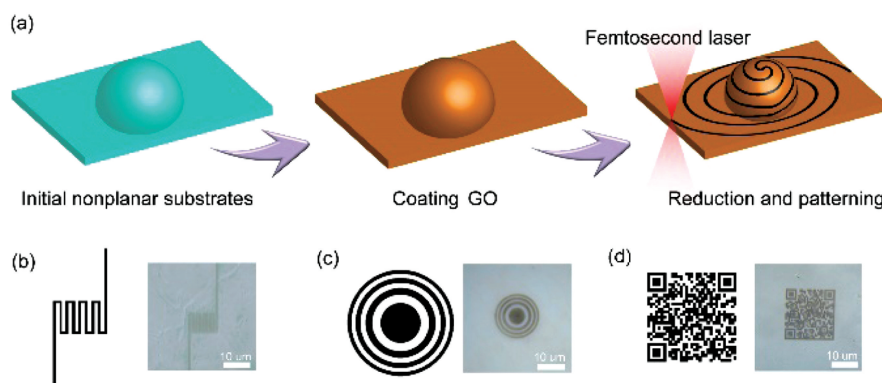 (a)
Femtosecond laser
Initial nonplanar substrates
Coating GO
Reduction and patterning
(b)
10 um
(c)
10 um
(d)
10 um